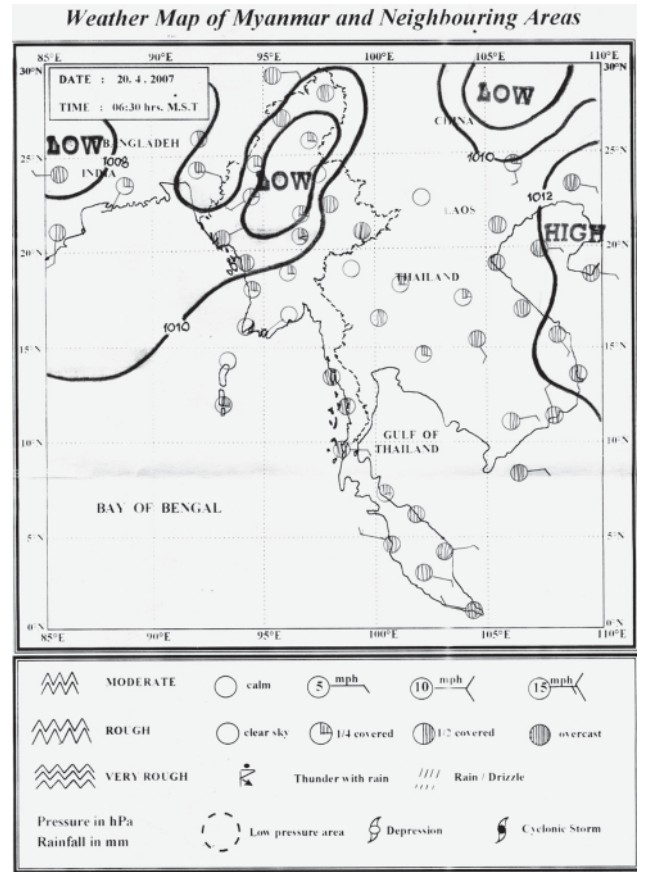 Weather Map of Myanmar and Neighbouring Areas
85°E 90°E 95°E 100°E 105°E 110°E
30°N 30°N
DATE : 20. 4 . 2007
TIME : 06:30 hrs. M.S.T
LOW
CHINA
LOW BANGLADEH
1008
1010
25°N 25°N
INDIA
LOW
1012
LAOS
HIGH
20°N 20°N
THAILAND
1010
15°N 15°N
GULF OF
THAILAND
10°N 10°N
BAY OF BENGAL
5°N 5°N
0°N 0°N
85°E 90°E 95°E 100°E 105°E 110°E
MODERATE calm 5 mph 10 mph 15 mph
ROUGH clear sky 1/4 covered 1/2 covered overcast
VERY ROUGH Thunder with rain Rain / Drizzle
Pressure in hPa
Rainfall in mm
Low pressure area Depression Cyclonic Storm